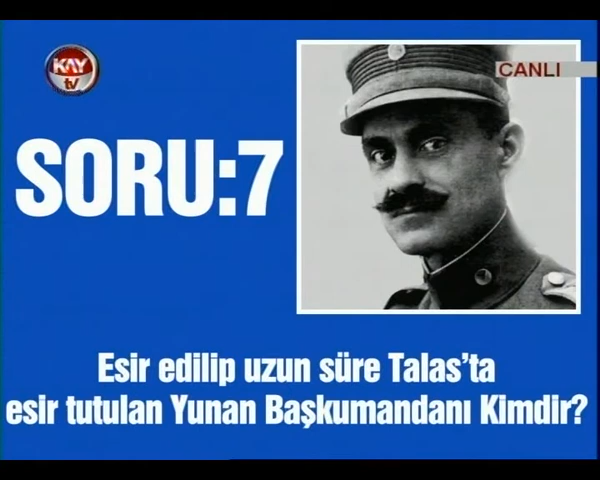 KAY
tv
CANLI
SORU:7
Esir edilip uzun süre Talas'ta
esir tutulan Yunan Başkumandanı Kimdir?